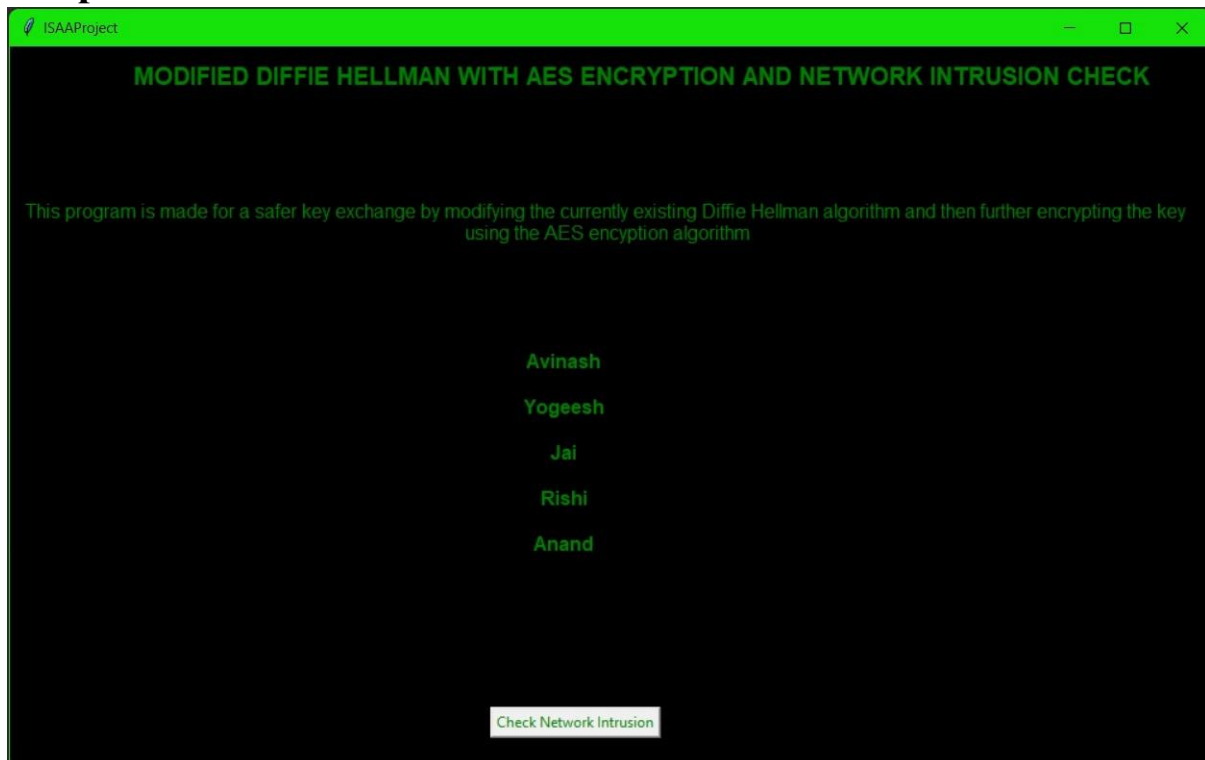 ISAAProject
MODIFIED DIFFIE HELLMAN WITH AES ENCRYPTION AND NETWORK INTRUSION CHECK
This program is made for a safer key exchange by modifying the currently existing Diffie Hellman algorithm and then further encrypting the key
using the AES encyption algorithm
Avinash
Yogeesh
Jai
Rishi
Anand
Check Network Intrusion